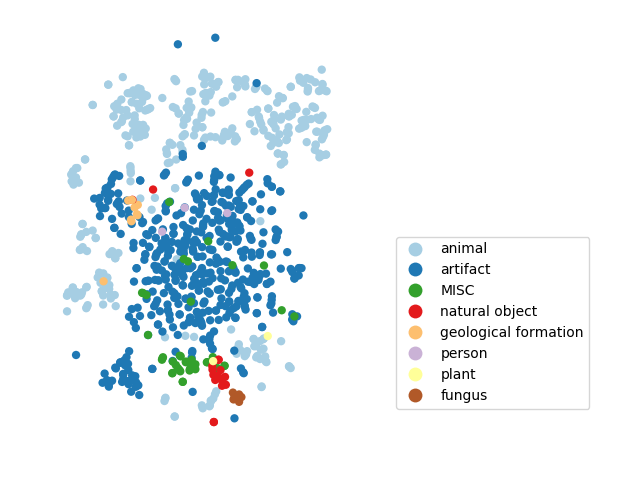 animal
artifact
MISC
natural object
geological formation
person
plant
fungus